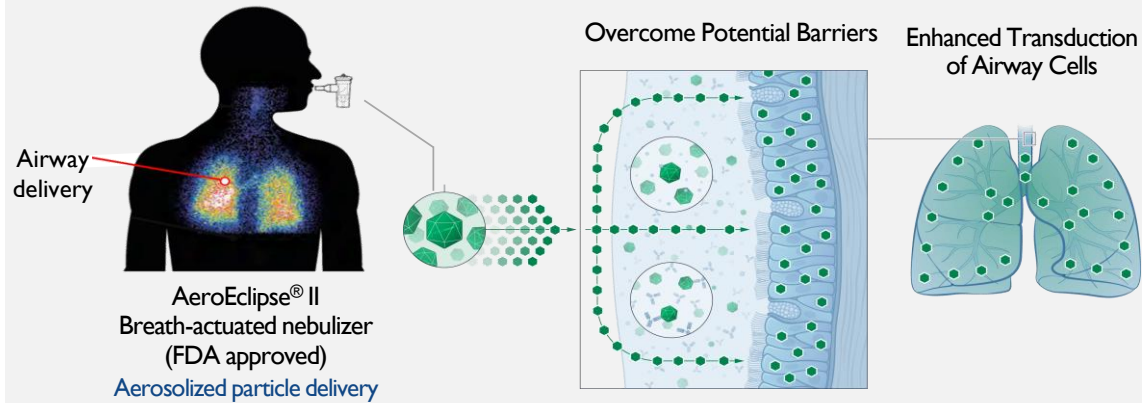 Overcome Potential Barriers
Enhanced Transduction
of Airway Cells
Airway
delivery
AeroEclipse® II
Breath-actuated nebulizer
(FDA approved)
Aerosolized particle delivery